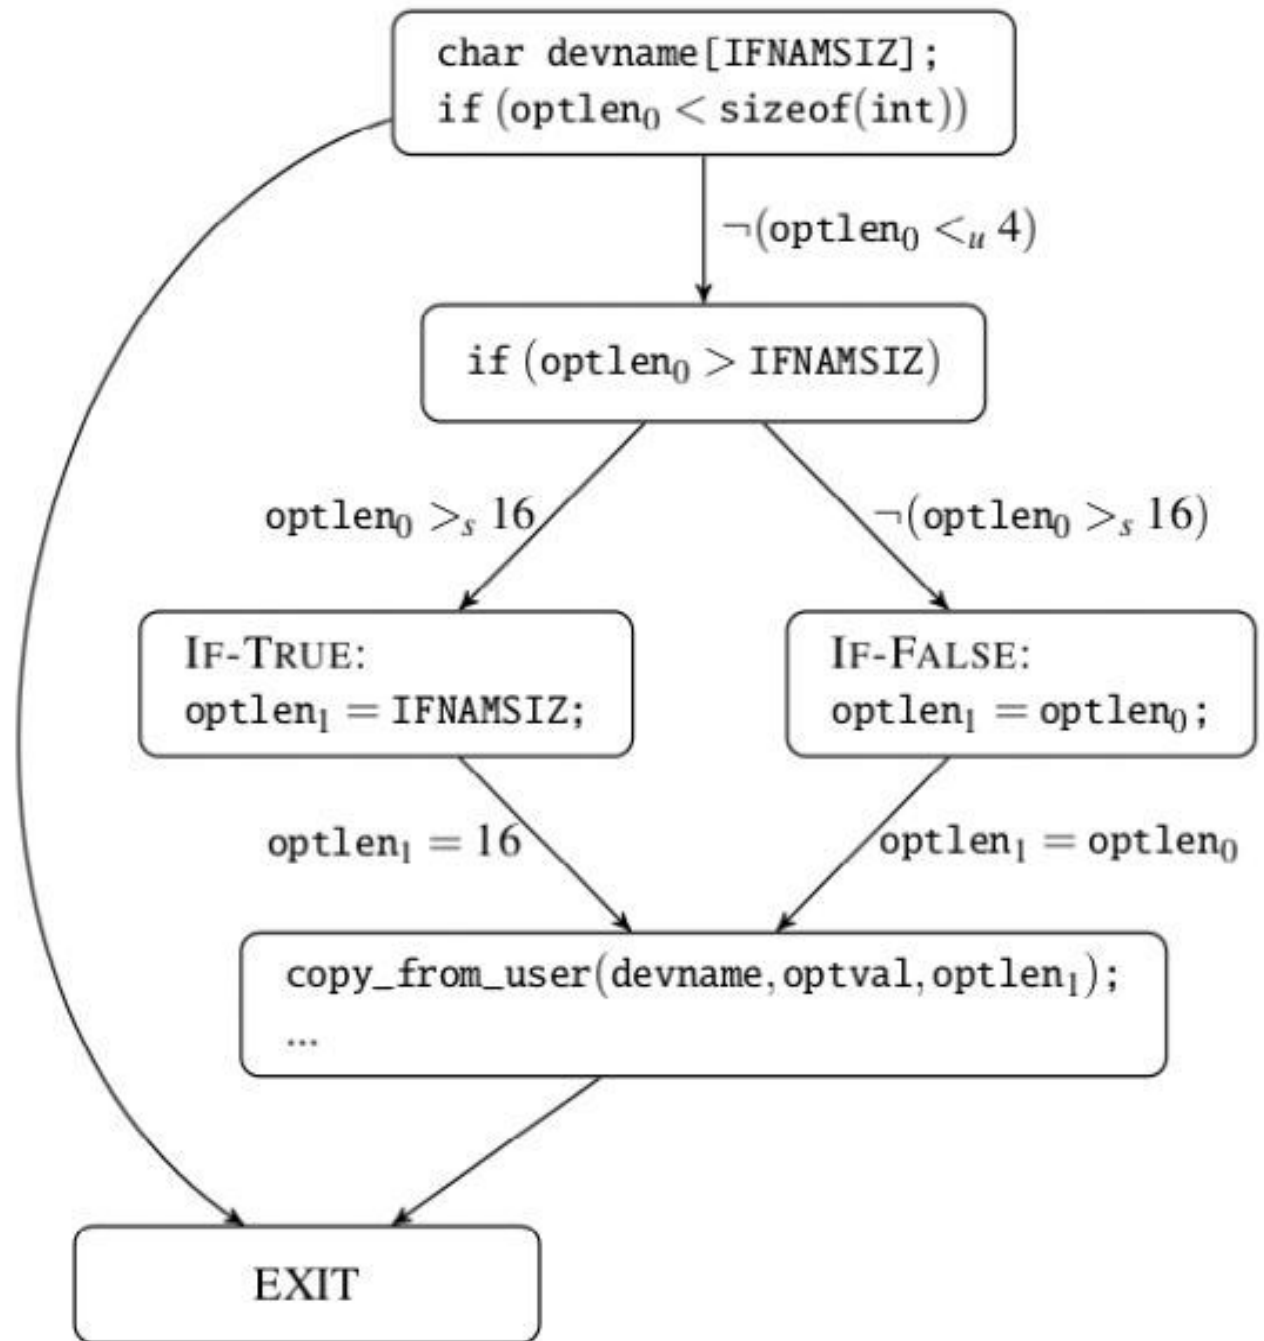 char devname[IFNAMSIZ];
if (optlen₀ < sizeof(int))
¬(optlen₀ <ᵤ 4)
if (optlen₀ > IFNAMSIZ)
optlen₀ >ₛ 16
¬(optlen₀ >ₛ 16)
IF-TRUE:
optlen₁ = IFNAMSIZ;
IF-FALSE:
optlen₁ = optlen₀;
optlen₁ = 16
optlen₁ = optlen₀
copy_from_user(devname,optval,optlen₁);
...
EXIT